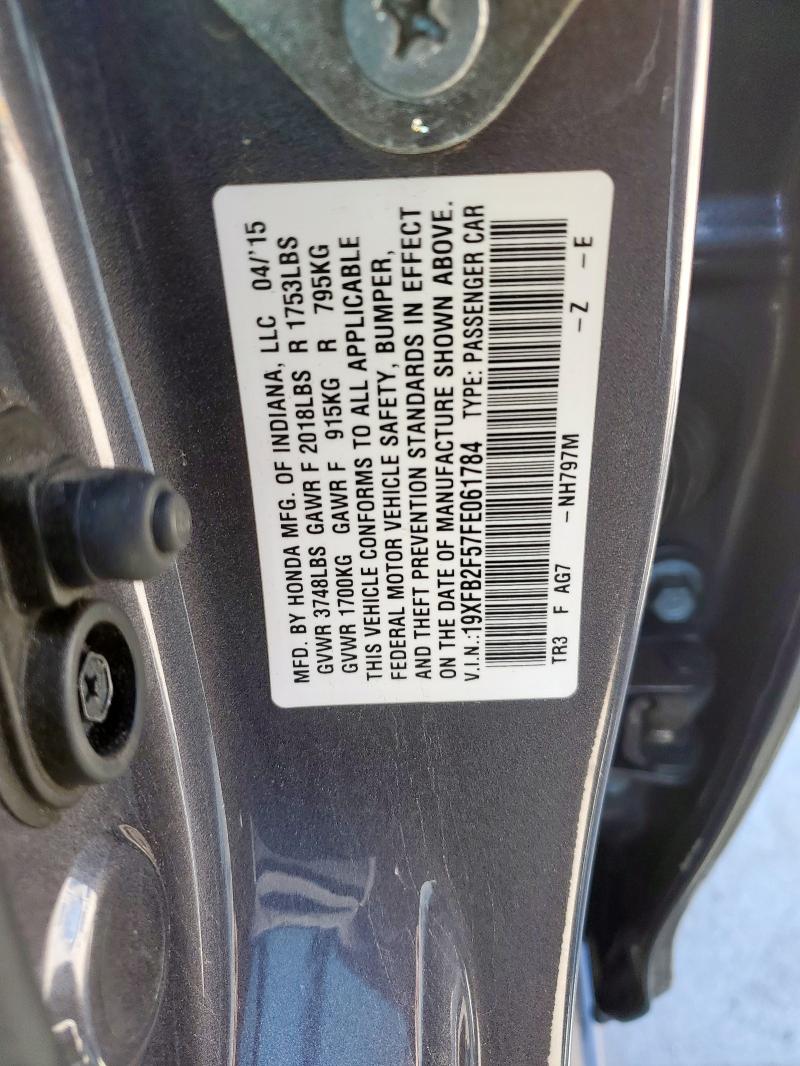 MFD. BY HONDA MFG. OF INDIANA, LLC 04/'15
GVWR 3748LBS GAWR F 2018LBS R 1753LBS
GVWR 1700KG GAWR F 915KG R 795KG
THIS VEHICLE CONFORMS TO ALL APPLICABLE
FEDERAL MOTOR VEHICLE SAFETY, BUMPER,
AND THEFT PREVENTION STANDARDS IN EFFECT
ON THE DATE OF MANUFACTURE SHOWN ABOVE.
V.I.N.:19XFB2F57FE061784 TYPE: PASSENGER CAR
TR3 F AG7 -NH797M -Z -E